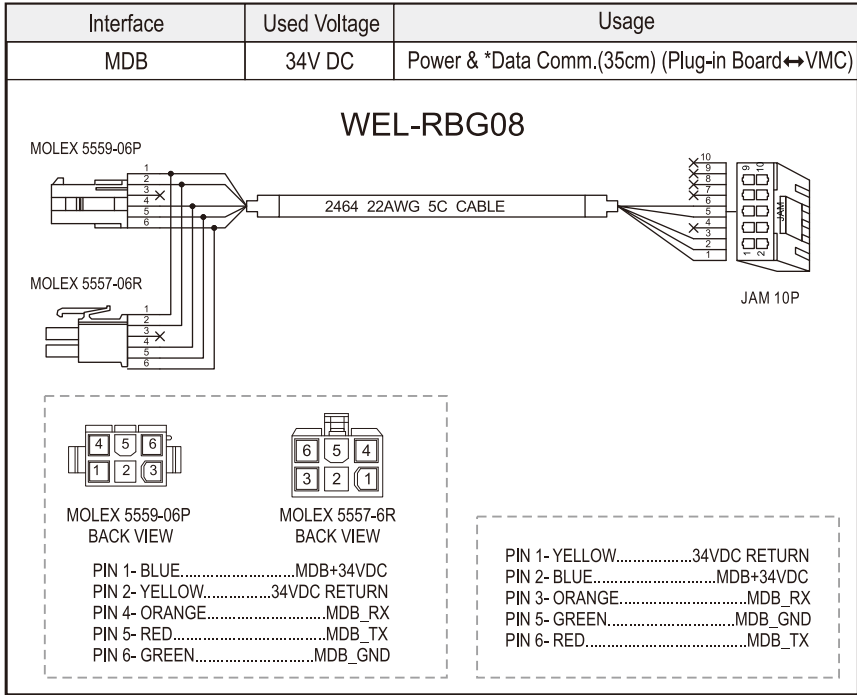 Interface Used Voltage Usage
MDB 34V DC Power & *Data Comm.(35cm) (Plug-in Board↔VMC)
WEL-RBG08
MOLEX 5559-06P
1
2
3
4
5
6
2464 22AWG 5C CABLE
10
9
8
7
6
5
4
3
2
1
9 10
JAM
1 2
JAM 10P
MOLEX 5557-06R
1
2
3
4
5
6
4 5 6
1 2 3
MOLEX 5559-06P
BACK VIEW
6 5 4
3 2 1
MOLEX 5557-6R
BACK VIEW
PIN 1- BLUE..............................MDB+34VDC
PIN 2- YELLOW.................34VDC RETURN
PIN 4- ORANGE..............................MDB_RX
PIN 5- RED......................................MDB_TX
PIN 6- GREEN..............................MDB_GND
PIN 1- YELLOW..................34VDC RETURN
PIN 2- BLUE..............................MDB+34VDC
PIN 3- ORANGE..............................MDB_RX
PIN 5- GREEN..............................MDB_GND
PIN 6- RED......................................MDB_TX